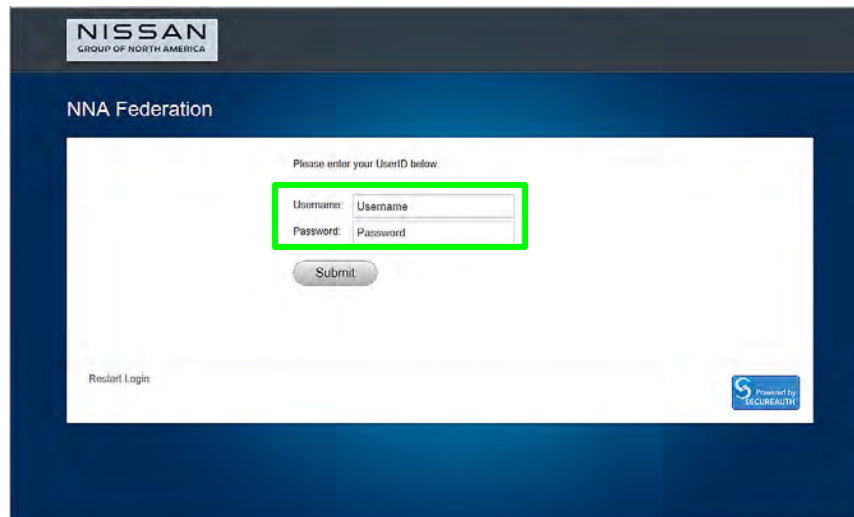 NISSAN
GROUP OF NORTH AMERICA
NNA Federation
Please enter your UserID below.
Username: Username
Password: Password
Submit
Restart Login
Powered by
SECUREAUTH